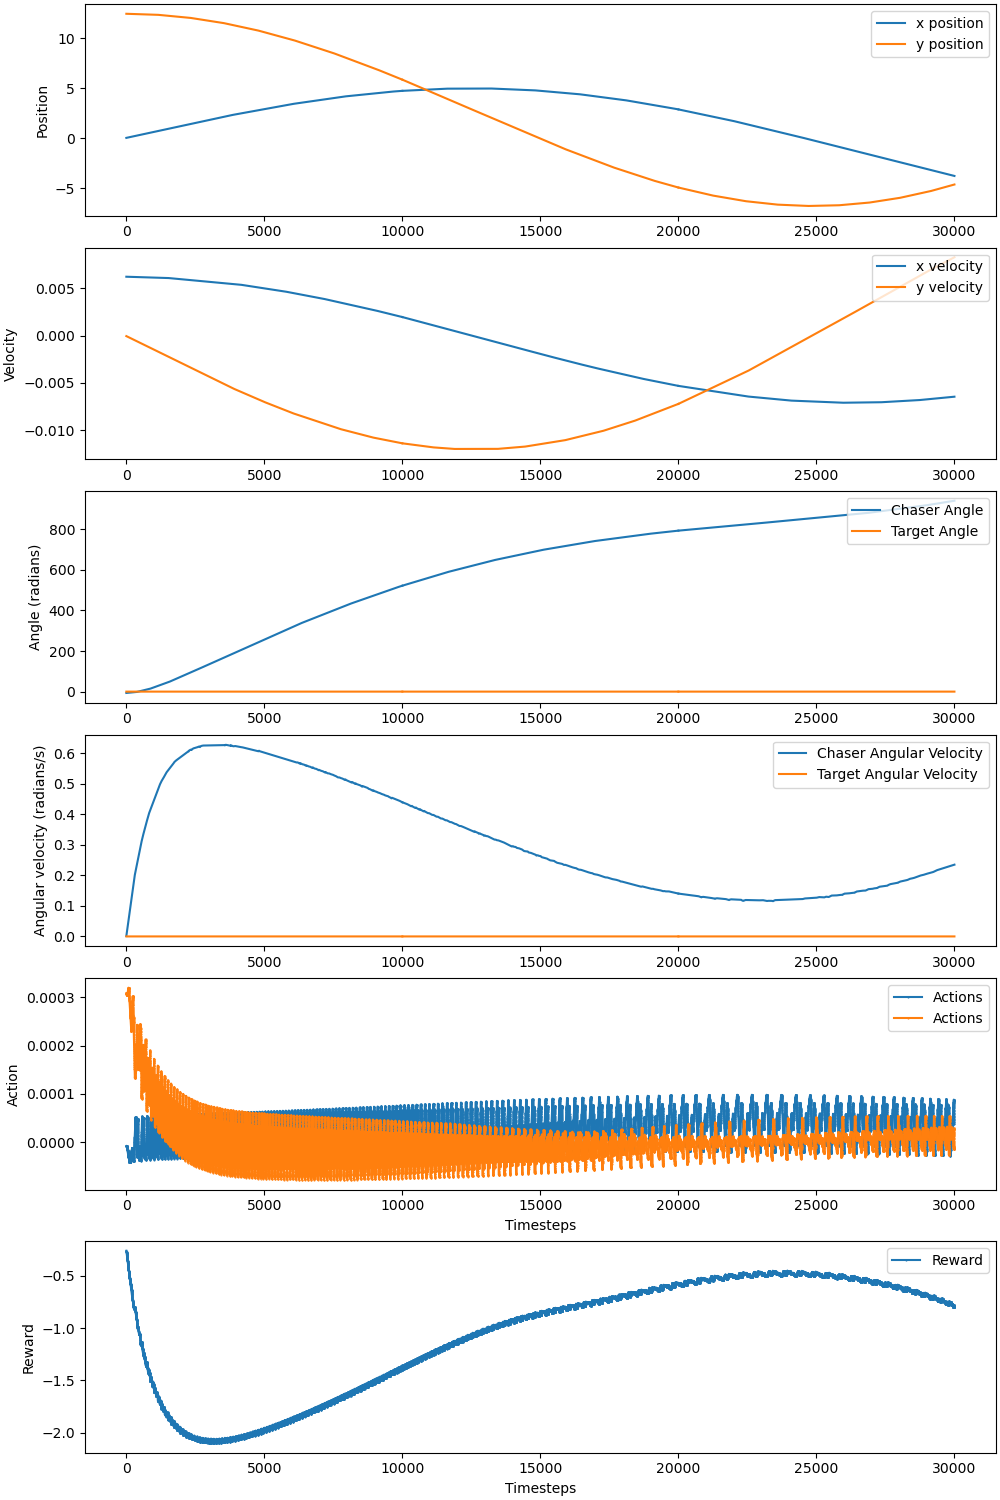 x position
y position
Position
10
5
0
−5
0 5000 10000 15000 20000 25000 30000
x velocity
y velocity
Velocity
0.005
0.000
−0.005
−0.010
0 5000 10000 15000 20000 25000 30000
Chaser Angle
Target Angle
Angle (radians)
800
600
400
200
0
0 5000 10000 15000 20000 25000 30000
Chaser Angular Velocity
Target Angular Velocity
Angular velocity (radians/s)
0.6
0.5
0.4
0.3
0.2
0.1
0.0
0 5000 10000 15000 20000 25000 30000
Actions
Actions
Action
0.0003
0.0002
0.0001
0.0000
0 5000 10000 15000 20000 25000 30000
Timesteps
Reward
Reward
−0.5
−1.0
−1.5
−2.0
0 5000 10000 15000 20000 25000 30000
Timesteps